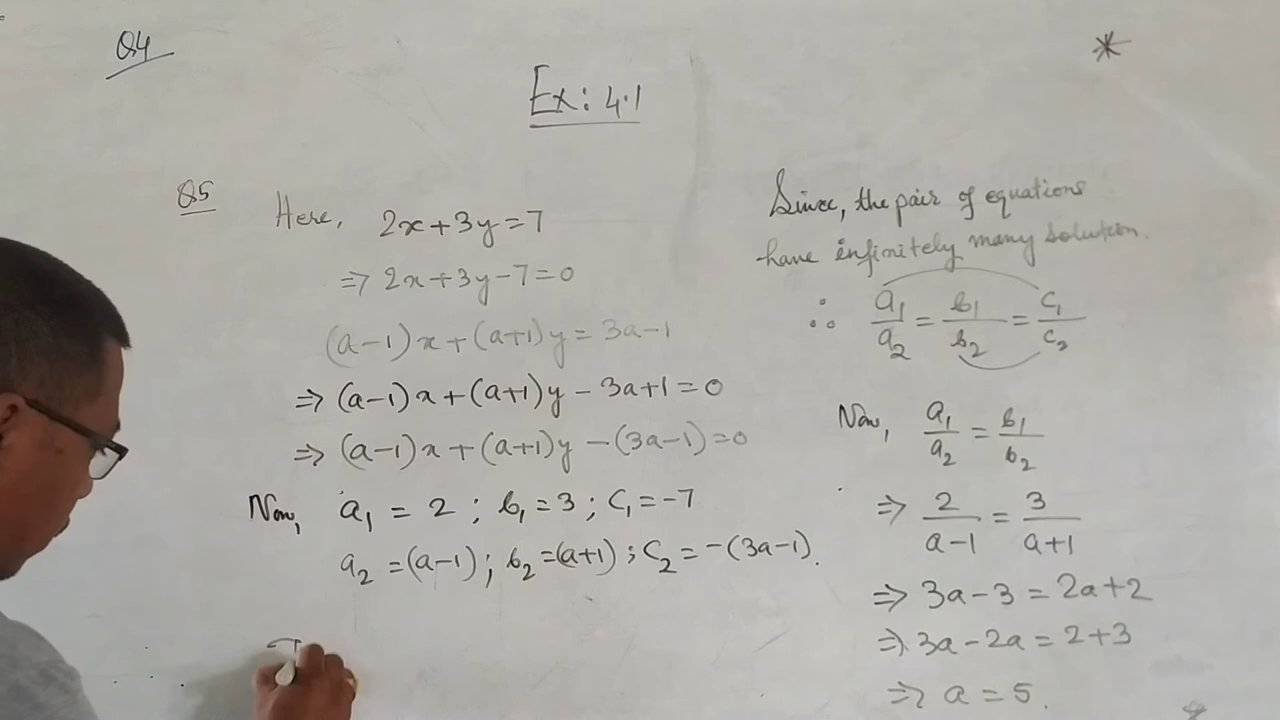 Q4
Ex: 4.1
Q5
Here, 2x+3y=7
⇒ 2x+3y-7=0
(a-1)x+(a+1)y=3a-1
⇒ (a-1)x+(a+1)y-3a+1=0
⇒ (a-1)x+(a+1)y-(3a-1)=0
Now, a₁ = 2 ; b₁=3 ; c₁=-7
a₂ =(a-1); b₂=(a+1); c₂=-(3a-1).
Since, the pair of equations
have infinitely many solution.
∴ a₁/a₂ = b₁/b₂ = c₁/c₂
Now, a₁/a₂ = b₁/b₂
⇒ 2/(a-1) = 3/(a+1)
⇒ 3a-3=2a+2
⇒ 3a-2a=2+3
⇒ a=5.